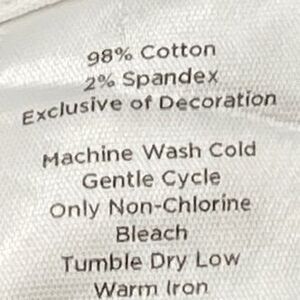 98% Cotton
2% Spandex
Exclusive of Decoration
Machine Wash Cold
Gentle Cycle
Only Non-Chlorine
Bleach
Tumble Dry Low
Warm Iron